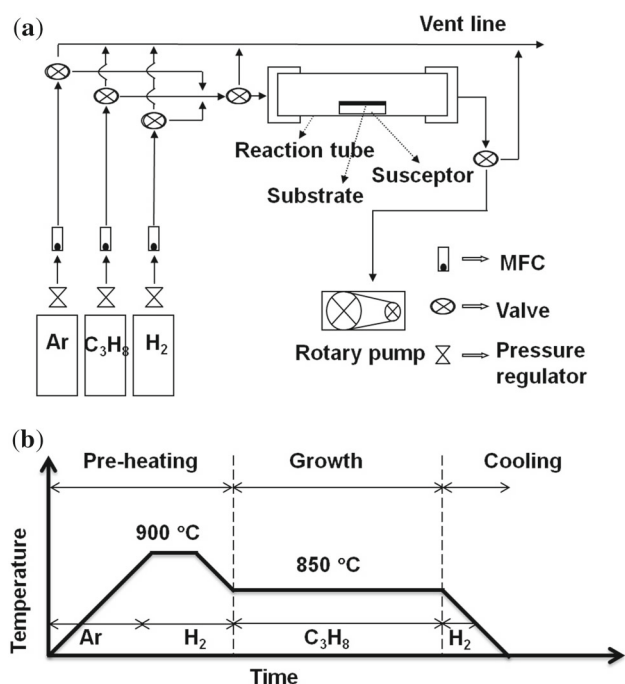 (a)
Vent line
Reaction tube
Susceptor
Substrate
MFC
Ar
C₃H₈
H₂
Valve
Rotary pump
Pressure
regulator
(b)
Pre-heating
Growth
Cooling
900 °C
850 °C
Temperature
Ar
H₂
C₃H₈
H₂
Time